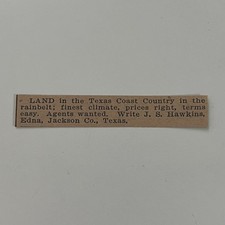 LAND in the Texas Coast Country in the
rainbelt; finest climate, prices right, terms
easy. Agents wanted. Write J. S. Hawkins,
Edna, Jackson Co., Texas.